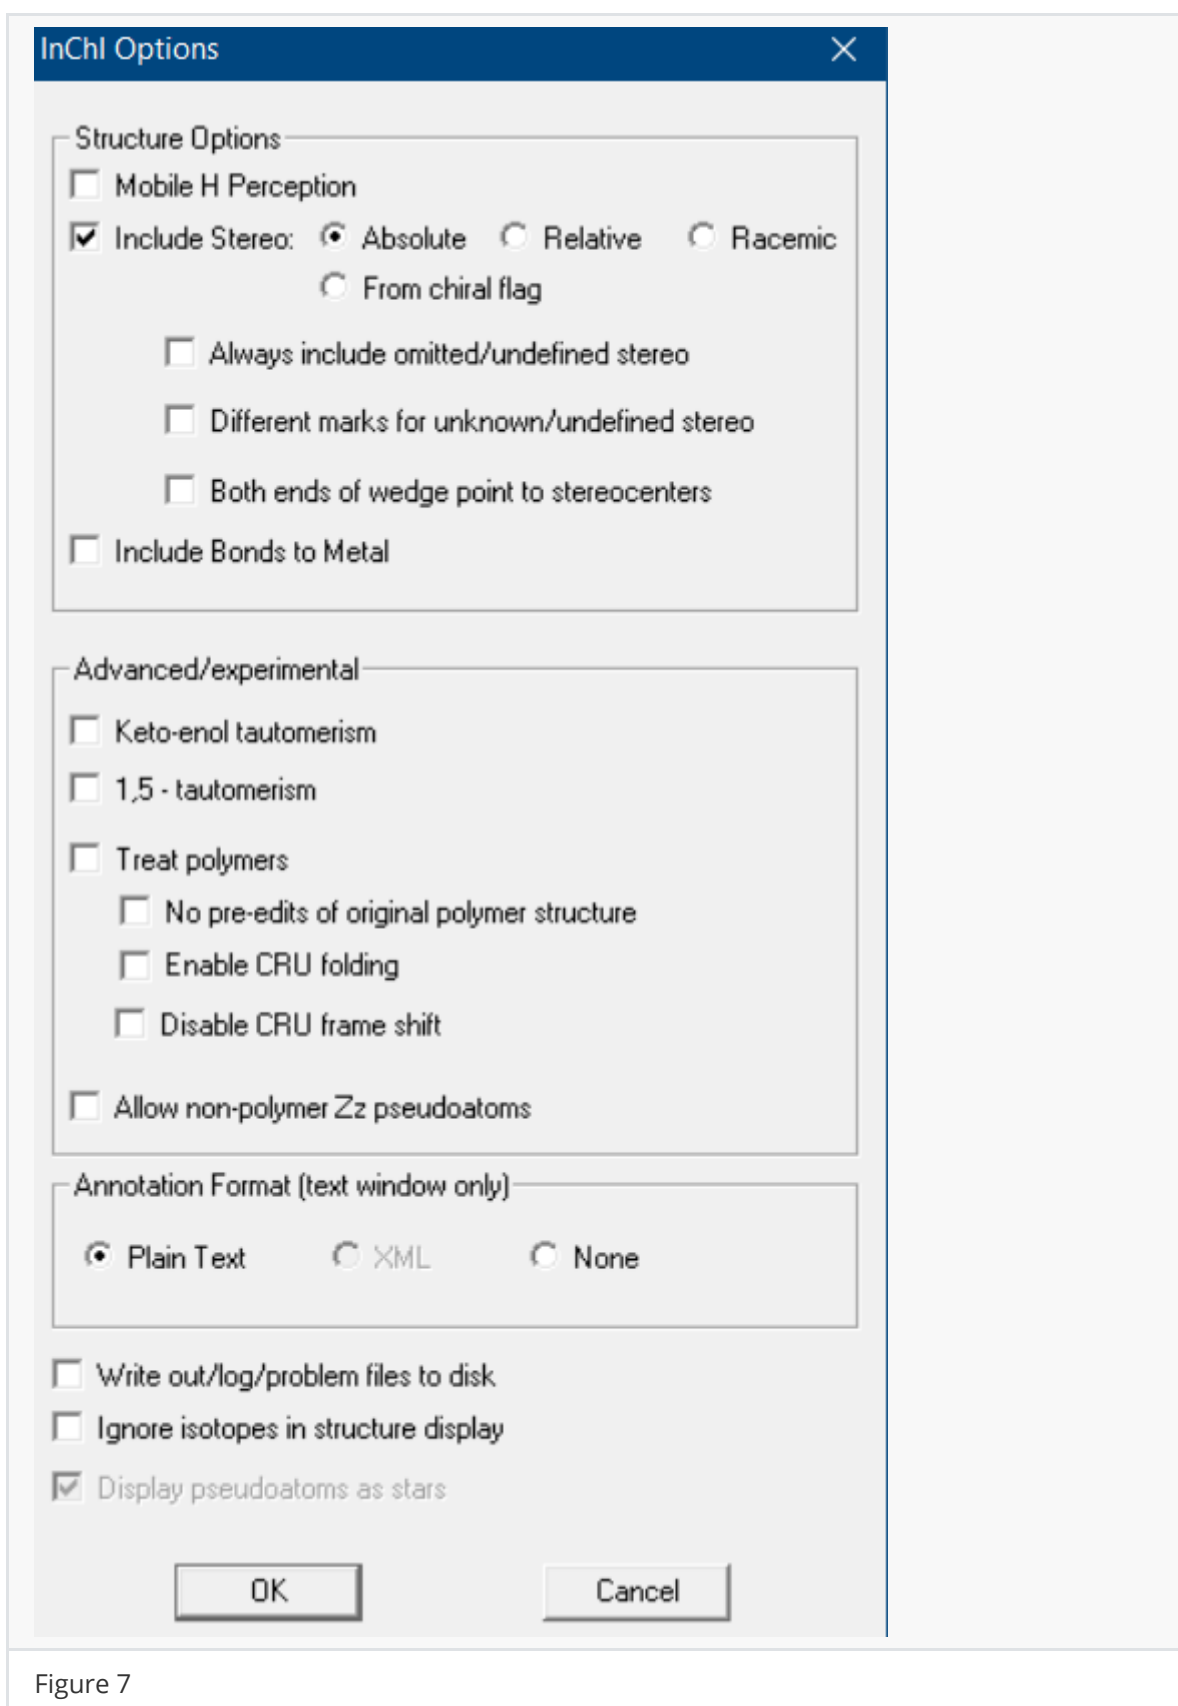 InChI Options
Structure Options
Mobile H Perception
Include Stereo: Absolute Relative Racemic
From chiral flag
Always include omitted/undefined stereo
Different marks for unknown/undefined stereo
Both ends of wedge point to stereocenters
Include Bonds to Metal
Advanced/experimental
Keto-enol tautomerism
1,5 - tautomerism
Treat polymers
No pre-edits of original polymer structure
Enable CRU folding
Disable CRU frame shift
Allow non-polymer Zz pseudoatoms
Annotation Format (text window only)
Plain Text XML None
Write out/log/problem files to disk
Ignore isotopes in structure display
Display pseudoatoms as stars
OK Cancel
Figure 7